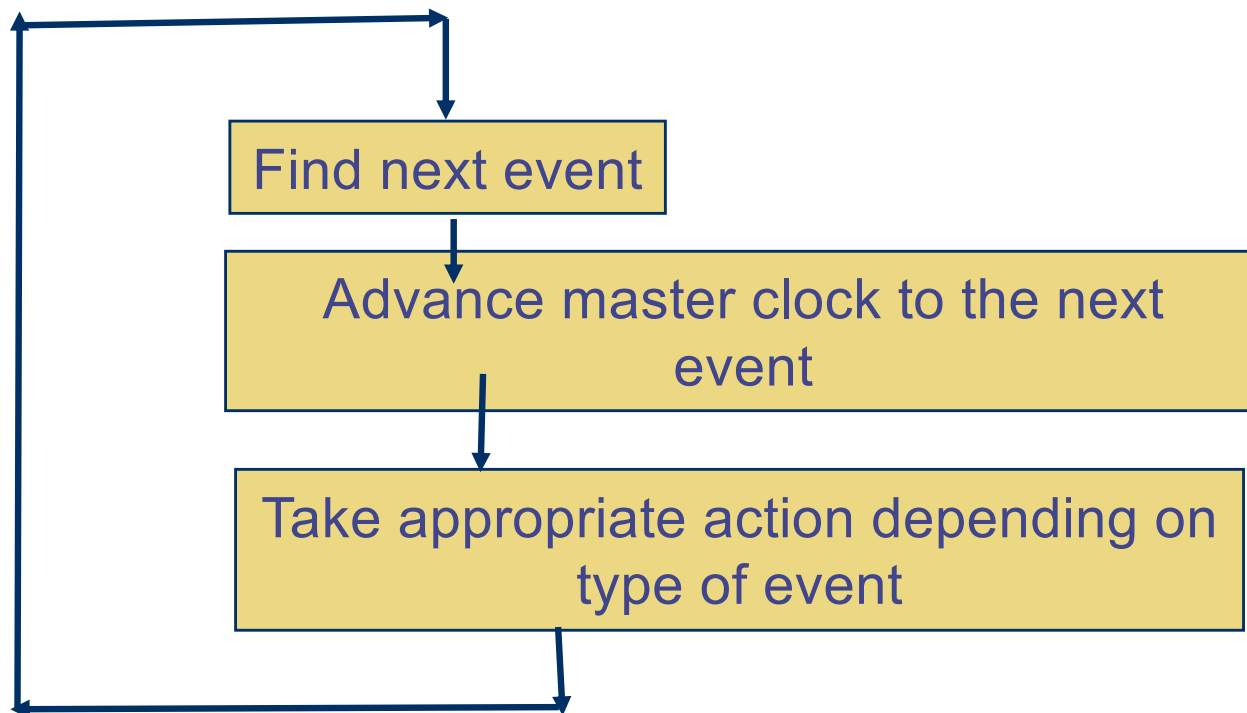 Find next event
Advance master clock to the next
event
Take appropriate action depending on
type of event